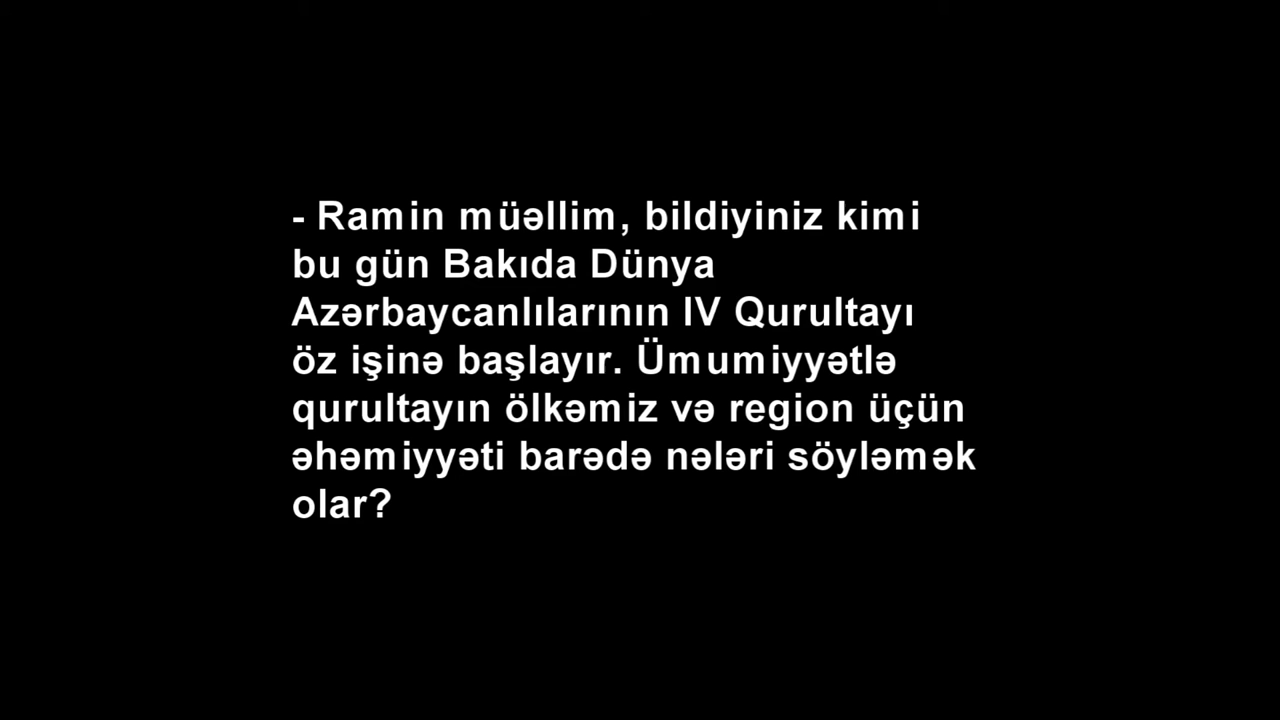 - Ramin müəllim, bildiyiniz kimi
bu gün Bakıda Dünya
Azərbaycanlılarının IV Qurultayı
öz işinə başlayır. Ümumiyyətlə
qurultayın ölkəmiz və region üçün
əhəmiyyəti barədə nələri söyləmək
olar?